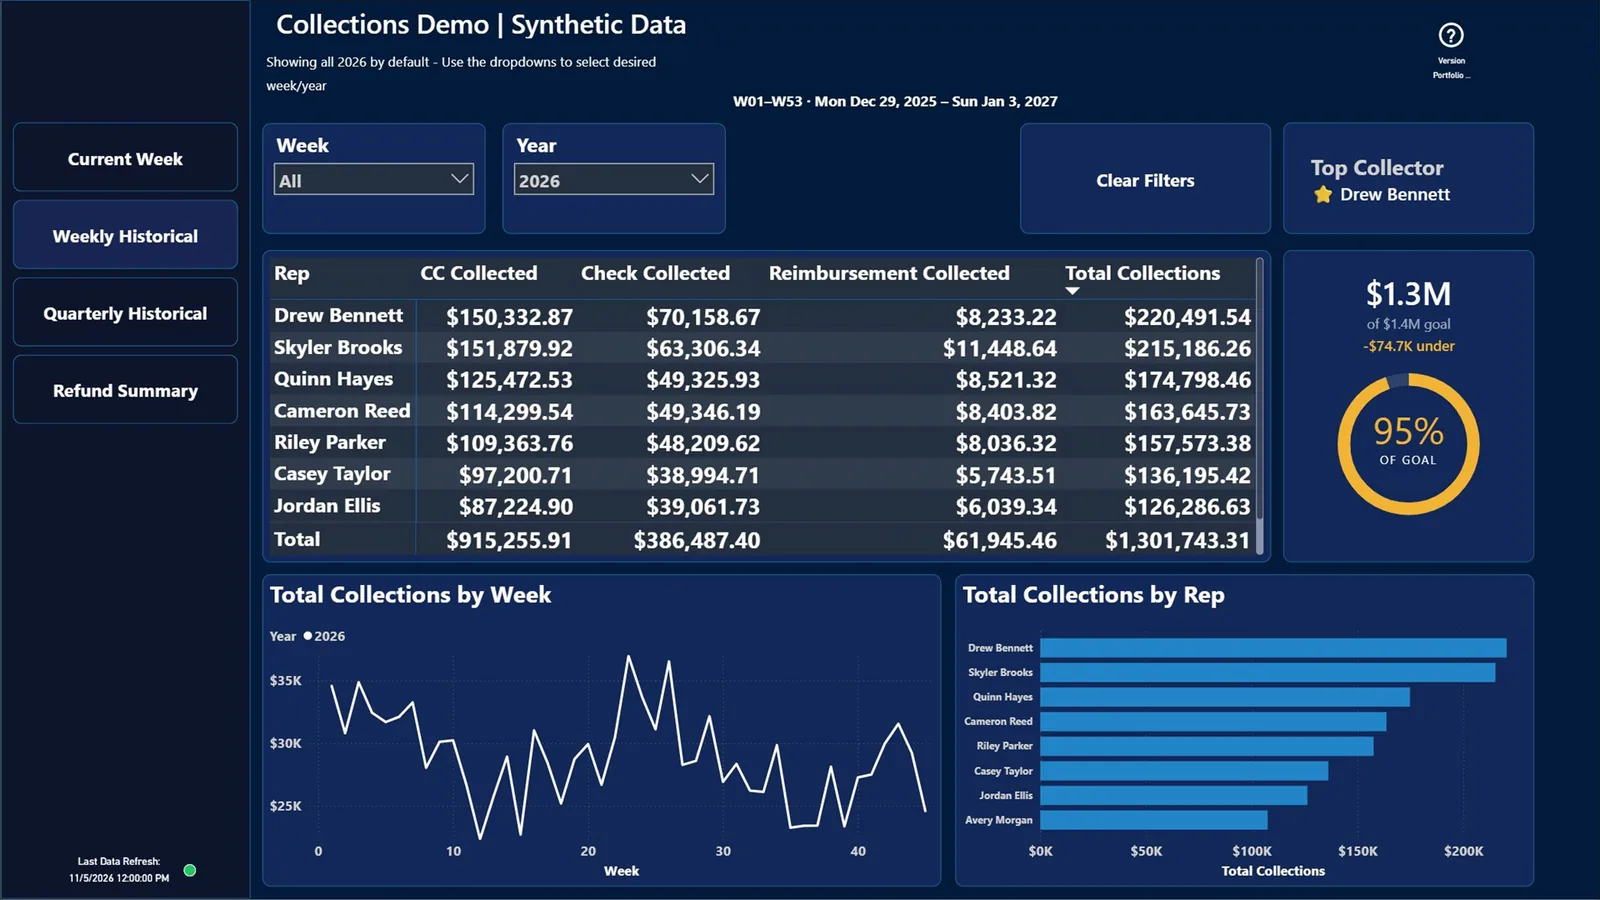 Collections Demo | Synthetic Data
Showing all 2026 by default - Use the dropdowns to select desired
week/year
Version
Portfolio ...
W01–W53 · Mon Dec 29, 2025 – Sun Jan 3, 2027
Current Week
Weekly Historical
Quarterly Historical
Refund Summary
Last Data Refresh:
11/5/2026 12:00:00 PM
Week
All
Year
2026
Clear Filters
Top Collector
Drew Bennett
Rep CC Collected Check Collected Reimbursement Collected Total Collections
Drew Bennett $150,332.87 $70,158.67 $8,233.22 $220,491.54
Skyler Brooks $151,879.92 $63,306.34 $11,448.64 $215,186.26
Quinn Hayes $125,472.53 $49,325.93 $8,521.32 $174,798.46
Cameron Reed $114,299.54 $49,346.19 $8,403.82 $163,645.73
Riley Parker $109,363.76 $48,209.62 $8,036.32 $157,573.38
Casey Taylor $97,200.71 $38,994.71 $5,743.51 $136,195.42
Jordan Ellis $87,224.90 $39,061.73 $6,039.34 $126,286.63
Total $915,255.91 $386,487.40 $61,945.46 $1,301,743.31
$1.3M
of $1.4M goal
-$74.7K under
95%
OF GOAL
Total Collections by Week
Year 2026
$35K
$30K
$25K
0 10 20 30 40
Week
Total Collections by Rep
Drew Bennett
Skyler Brooks
Quinn Hayes
Cameron Reed
Riley Parker
Casey Taylor
Jordan Ellis
Avery Morgan
$0K $50K $100K $150K $200K
Total Collections